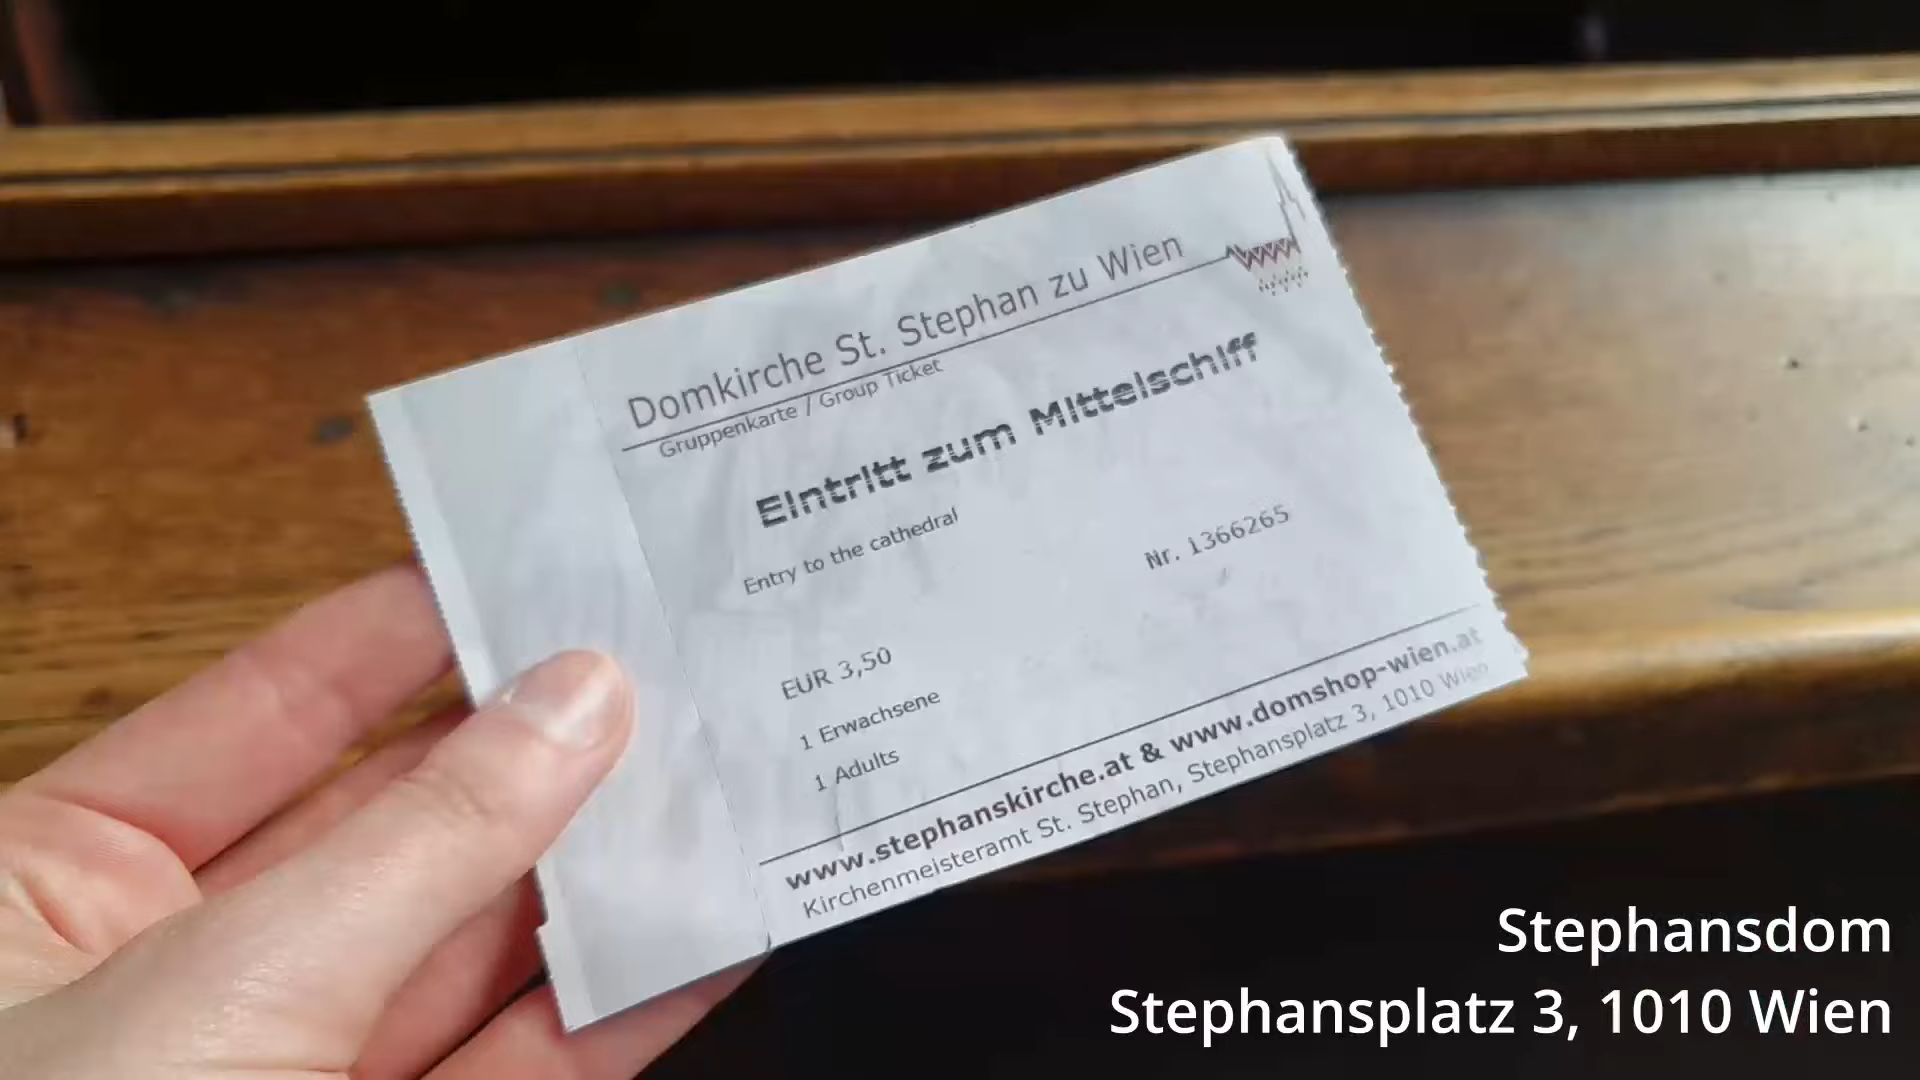 Domkirche St. Stephan zu Wien
Gruppenkarte / Group Ticket
Eintritt zum Mittelschiff
Entry to the cathedral
Nr. 1366265
EUR 3,50
1 Erwachsene
1 Adults
www.stephanskirche.at & www.domshop-wien.at
Kirchenmeisteramt St. Stephan, Stephansplatz 3, 1010 Wien
Stephansdom
Stephansplatz 3, 1010 Wien